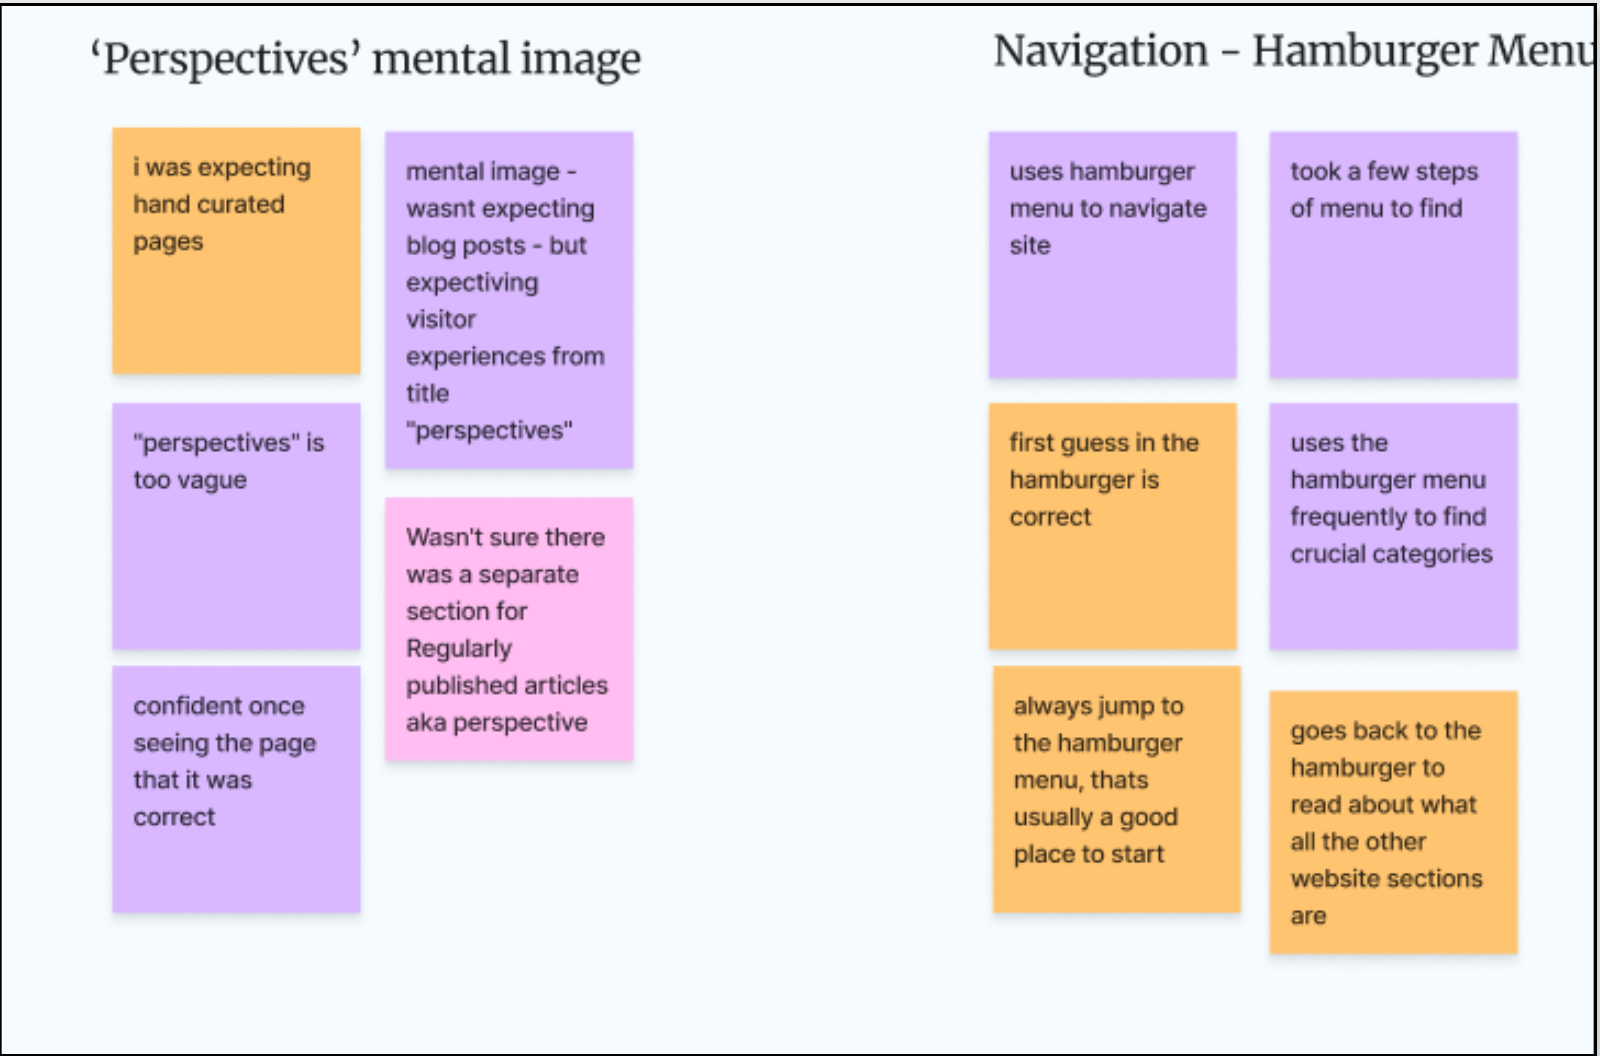 ‘Perspectives’ mental image
i was expecting
hand curated
pages
mental image -
wasnt expecting
blog posts - but
expectiving
visitor
experiences from
title
"perspectives"
"perspectives" is
too vague
Wasn't sure there
was a separate
section for
Regularly
published articles
aka perspective
confident once
seeing the page
that it was
correct
Navigation - Hamburger Menu
uses hamburger
menu to navigate
site
took a few steps
of menu to find
first guess in the
hamburger is
correct
uses the
hamburger menu
frequently to find
crucial categories
always jump to
the hamburger
menu, thats
usually a good
place to start
goes back to the
hamburger to
read about what
all the other
website sections
are